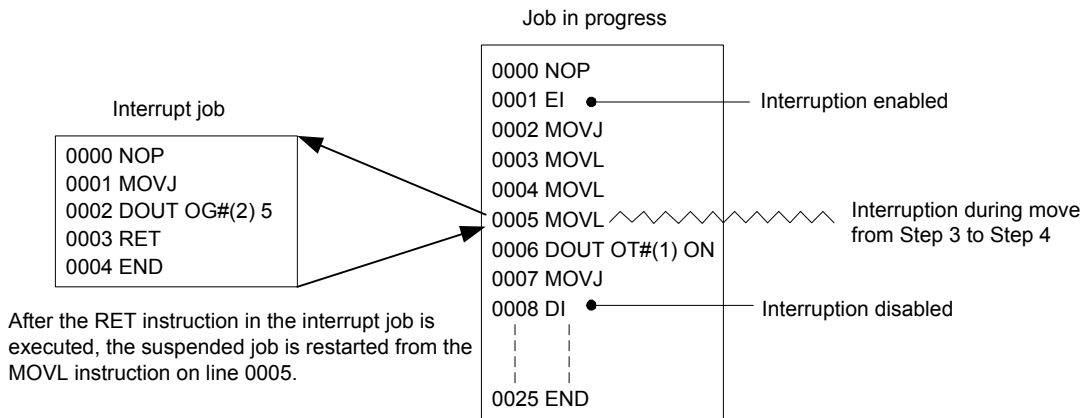 Job in progress
Interrupt job
0000 NOP
0001 MOVJ
0002 DOUT OG#(2) 5
0003 RET
0004 END
After the RET instruction in the interrupt job is
executed, the suspended job is restarted from the
MOVL instruction on line 0005.
0000 NOP
0001 EI
0002 MOVJ
0003 MOVL
0004 MOVL
0005 MOVL
0006 DOUT OT#(1) ON
0007 MOVJ
0008 DI
0025 END
Interruption enabled
Interruption during move
from Step 3 to Step 4
Interruption disabled